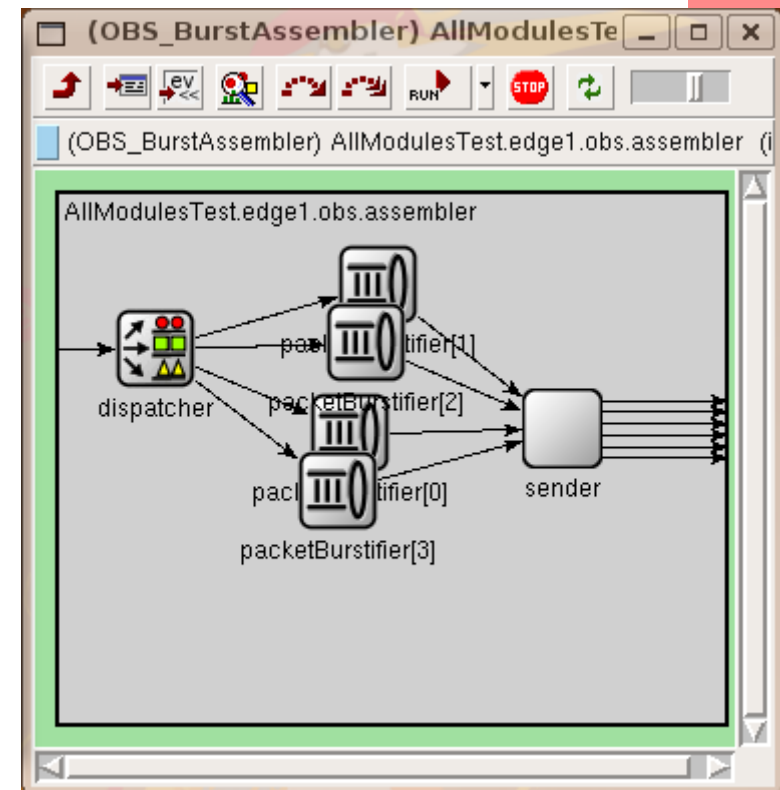 (OBS_BurstAssembler) AllModulesTe
ev
<<
RUN
STOP
(OBS_BurstAssembler) AllModulesTest.edge1.obs.assembler (i
AllModulesTest.edge1.obs.assembler
tifier[1]
dispatcher
packetBurstifier[2]
tifier[0]
sender
packetBurstifier[3]